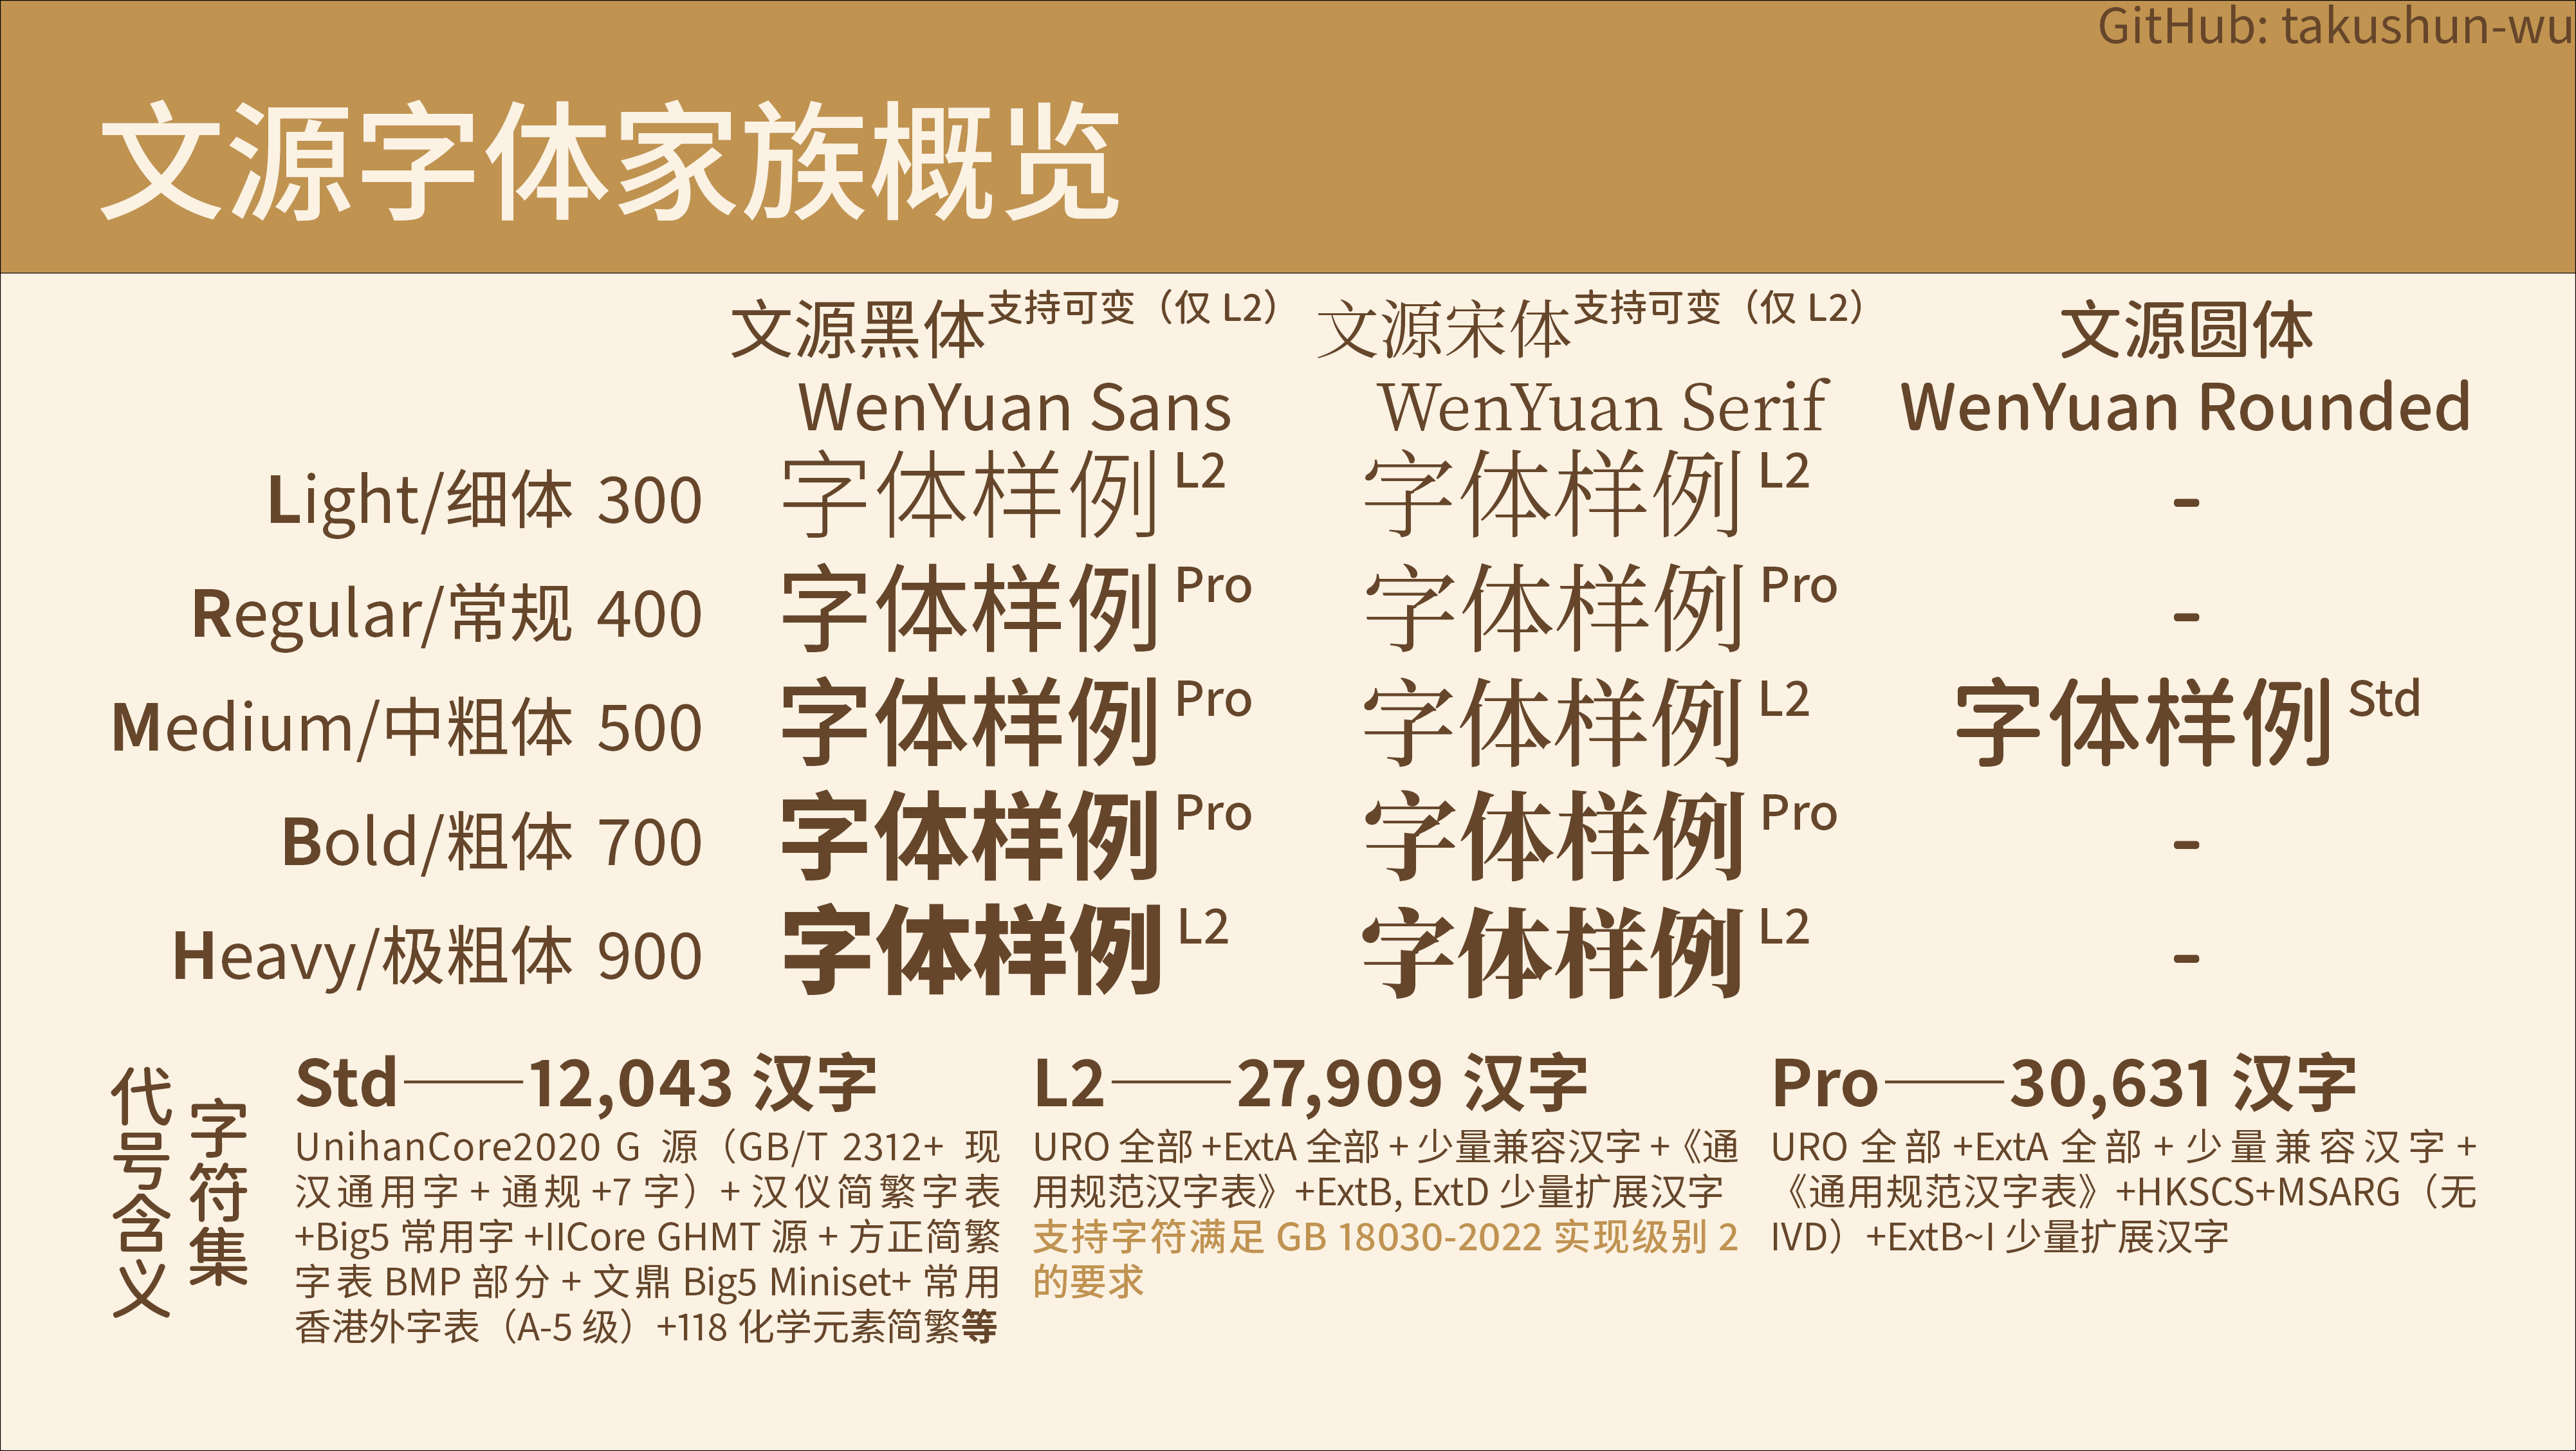 GitHub: takushun-wu
文源字体家族概览
文源黑体支持可变（仅 L2） 文源宋体支持可变（仅 L2） 文源圆体
WenYuan Sans WenYuan Serif WenYuan Rounded
Light/细体 300 字体样例 L2 字体样例 L2 -
Regular/常规 400 字体样例 Pro 字体样例 Pro -
Medium/中粗体 500 字体样例 Pro 字体样例 L2 字体样例 Std
Bold/粗体 700 字体样例 Pro 字体样例 Pro -
Heavy/极粗体 900 字体样例 L2 字体样例 L2 -
字符集
代号含义
Std——12,043 汉字
UnihanCore2020 G 源（GB/T 2312+ 现
汉通用字 + 通规 +7 字）+ 汉仪简繁字表
+Big5 常用字 +IICore GHMT 源 + 方正简繁
字表 BMP 部分 + 文鼎 Big5 Miniset+ 常用
香港外字表（A-5 级）+118 化学元素简繁等
L2——27,909 汉字
URO 全部 +ExtA 全部 + 少量兼容汉字 +《通
用规范汉字表》+ExtB, ExtD 少量扩展汉字
支持字符满足 GB 18030-2022 实现级别 2
的要求
Pro——30,631 汉字
URO 全部 +ExtA 全部 + 少量兼容汉字 +
《通用规范汉字表》+HKSCS+MSARG（无
IVD）+ExtB~I 少量扩展汉字